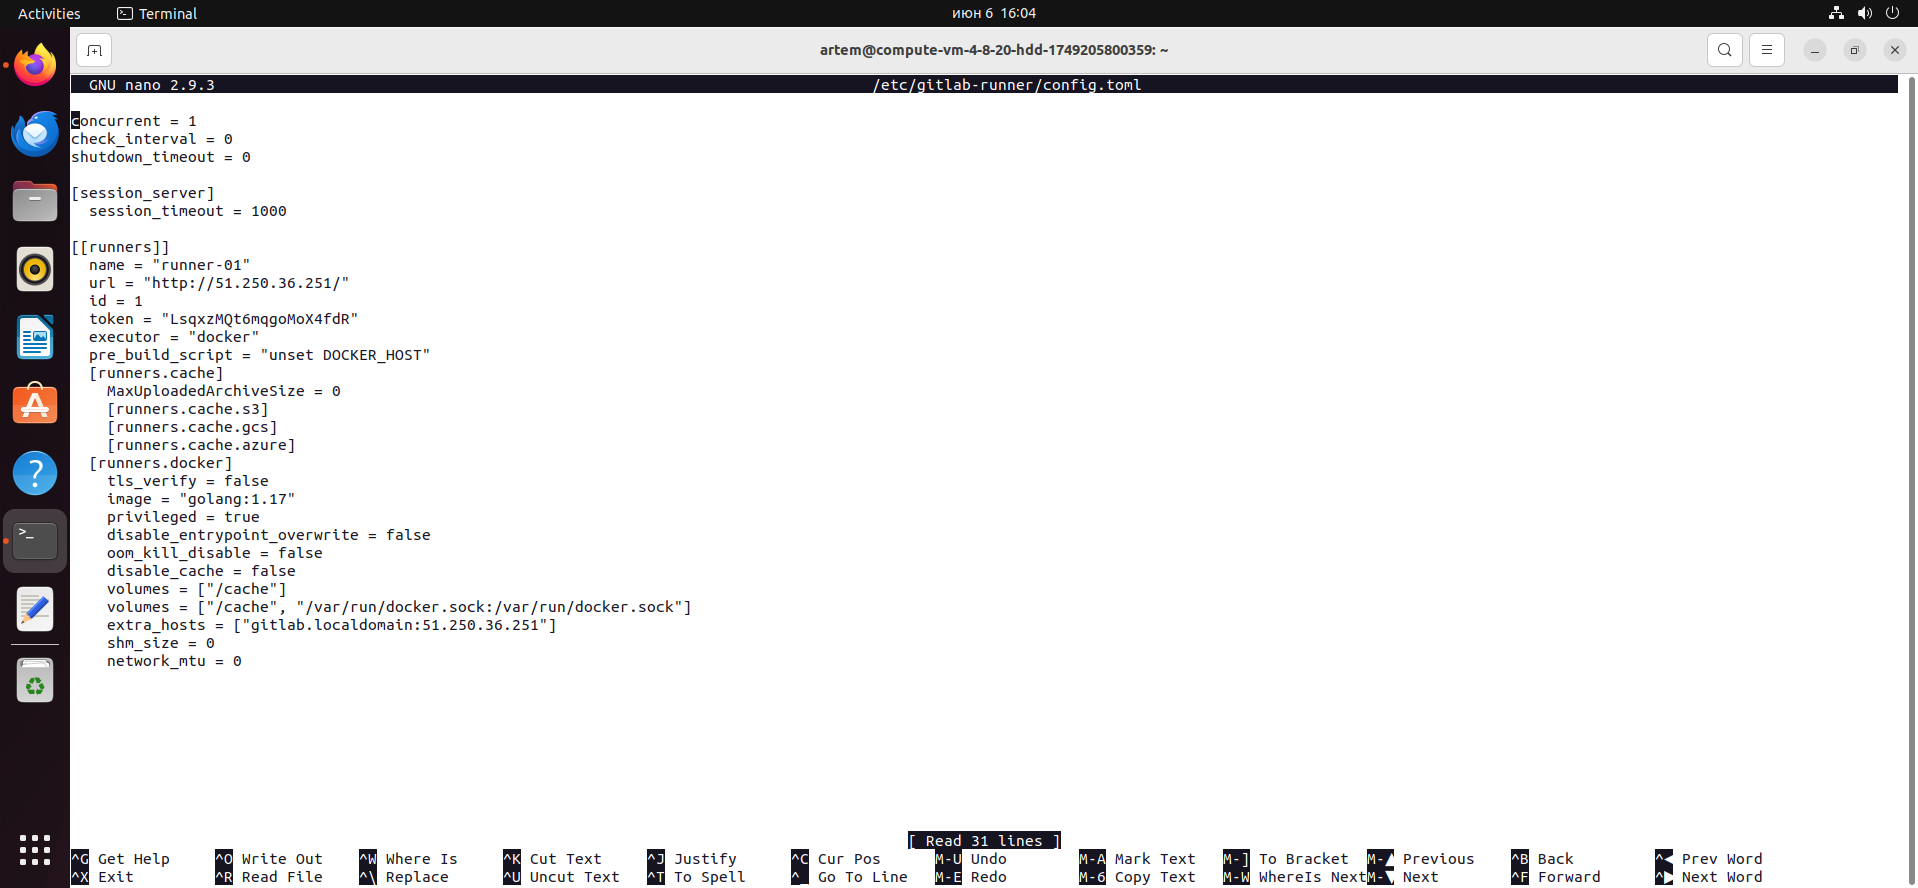 Activities Terminal июн 6 16:04
artem@compute-vm-4-8-20-hdd-1749205800359: ~
GNU nano 2.9.3 /etc/gitlab-runner/config.toml
concurrent = 1
check_interval = 0
shutdown_timeout = 0
[session_server]
session_timeout = 1000
[[runners]]
name = "runner-01"
url = "http://51.250.36.251/"
id = 1
token = "LsqxzMQt6mqgoMoX4fdR"
executor = "docker"
pre_build_script = "unset DOCKER_HOST"
[runners.cache]
MaxUploadedArchiveSize = 0
[runners.cache.s3]
[runners.cache.gcs]
[runners.cache.azure]
[runners.docker]
tls_verify = false
image = "golang:1.17"
privileged = true
disable_entrypoint_overwrite = false
oom_kill_disable = false
disable_cache = false
volumes = ["/cache"]
volumes = ["/cache", "/var/run/docker.sock:/var/run/docker.sock"]
extra_hosts = ["gitlab.localdomain:51.250.36.251"]
shm_size = 0
network_mtu = 0
[ Read 31 lines ]
^G Get Help ^O Write Out ^W Where Is ^K Cut Text ^J Justify ^C Cur Pos M-U Undo M-A Mark Text M-] To Bracket M-▲ Previous ^B Back ^◀ Prev Word
^X Exit ^R Read File ^\ Replace ^U Uncut Text ^T To Spell ^_ Go To Line M-E Redo M-6 Copy Text M-W WhereIs Next M-▼ Next ^F Forward ^▶ Next Word